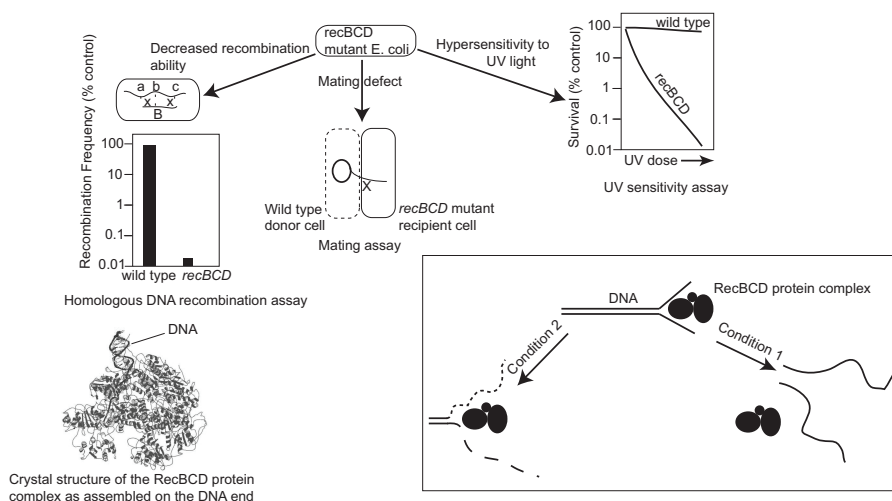 recBCD
mutant E. coli
Decreased recombination
ability
Mating defect
Hypersensitivity to
UV light
a b c
x x
B
Recombination Frequency (% control)
100
10
1
0.1
0.01
wild type recBCD
Homologous DNA recombination assay
X
Wild type
donor cell
recBCD mutant
recipient cell
Mating assay
Survival (% control)
100
10
1
0.1
0.01
wild type
recBCD
UV dose
UV sensitivity assay
DNA
Crystal structure of the RecBCD protein
complex as assembled on the DNA end
DNA
RecBCD protein complex
Condition 2
Condition 1